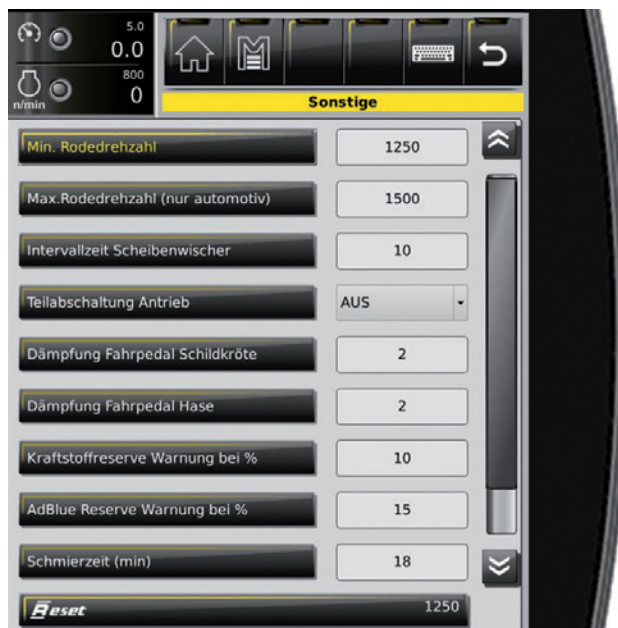 5.0
0.0
800
n/min 0
Sonstige
Min. Rodedrehzahl 1250
Max.Rodedrehzahl (nur automotiv) 1500
Intervallzeit Scheibenwischer 10
Teilabschaltung Antrieb AUS
Dämpfung Fahrpedal Schildkröte 2
Dämpfung Fahrpedal Hase 2
Kraftstoffreserve Warnung bei % 10
AdBlue Reserve Warnung bei % 15
Schmierzeit (min) 18
Reset 1250